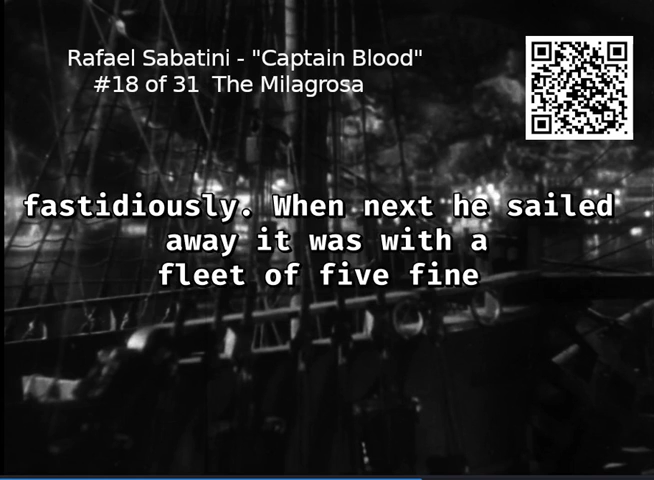 Rafael Sabatini - "Captain Blood"
#18 of 31 The Milagrosa
fastidiously. When next he sailed
away it was with a
fleet of five fine